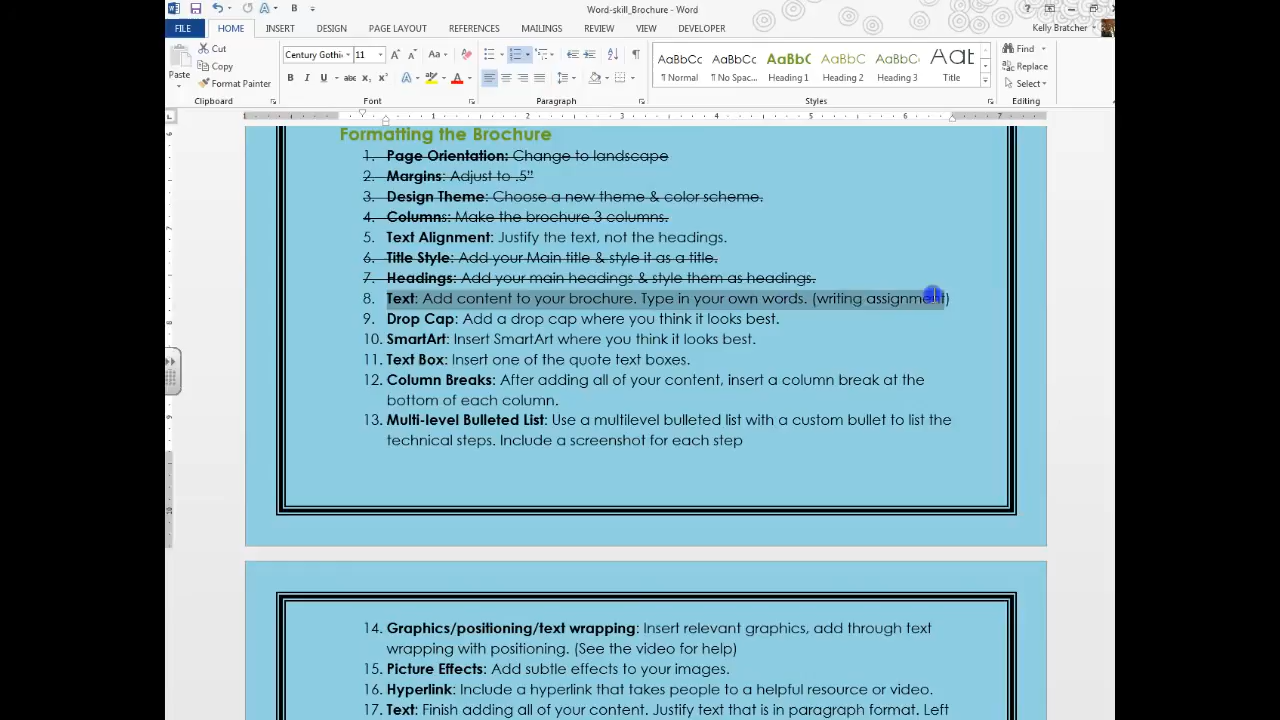 Word-skill_Brochure - Word
FILE HOME INSERT DESIGN PAGE LAYOUT REFERENCES MAILINGS REVIEW VIEW DEVELOPER Kelly Bratcher
Paste
Cut
Copy
Format Painter
Clipboard
Century Gothi 11
Font
Paragraph
AaBbCc AaBbCc AaBbC AaBbC AaBbC Aat
¶ Normal ¶ No Spac... Heading 1 Heading 2 Heading 3 Title
Styles
Find
Replace
Select
Editing
1 1 2 3 4 5 6 7
Formatting the Brochure
1. Page Orientation: Change to landscape
2. Margins: Adjust to .5”
3. Design Theme: Choose a new theme & color scheme.
4. Columns: Make the brochure 3 columns.
5. Text Alignment: Justify the text, not the headings.
6. Title Style: Add your Main title & style it as a title.
7. Headings: Add your main headings & style them as headings.
8. Text: Add content to your brochure. Type in your own words. (writing assignment)
9. Drop Cap: Add a drop cap where you think it looks best.
10. SmartArt: Insert SmartArt where you think it looks best.
11. Text Box: Insert one of the quote text boxes.
12. Column Breaks: After adding all of your content, insert a column break at the
bottom of each column.
13. Multi-level Bulleted List: Use a multilevel bulleted list with a custom bullet to list the
technical steps. Include a screenshot for each step
14. Graphics/positioning/text wrapping: Insert relevant graphics, add through text
wrapping with positioning. (See the video for help)
15. Picture Effects: Add subtle effects to your images.
16. Hyperlink: Include a hyperlink that takes people to a helpful resource or video.
17. Text: Finish adding all of your content. Justify text that is in paragraph format. Left